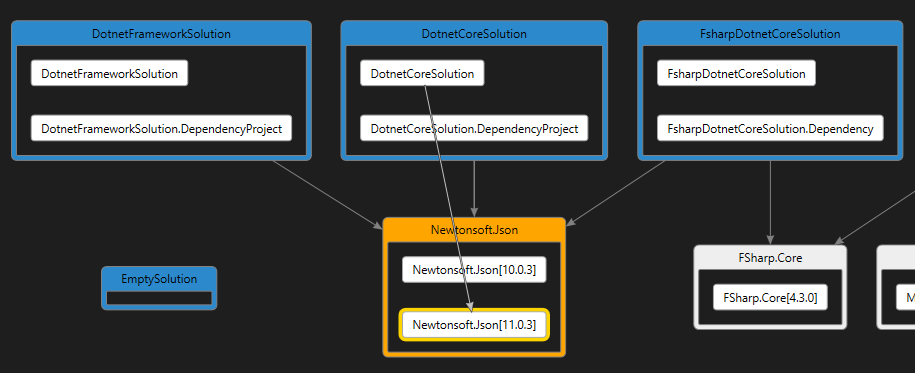 DotnetFrameworkSolution
DotnetFrameworkSolution
DotnetFrameworkSolution.DependencyProject
DotnetCoreSolution
DotnetCoreSolution
DotnetCoreSolution.DependencyProject
FsharpDotnetCoreSolution
FsharpDotnetCoreSolution
FsharpDotnetCoreSolution.Dependency
EmptySolution
Newtonsoft.Json
Newtonsoft.Json[10.0.3]
Newtonsoft.Json[11.0.3]
FSharp.Core
FSharp.Core[4.3.0]
M